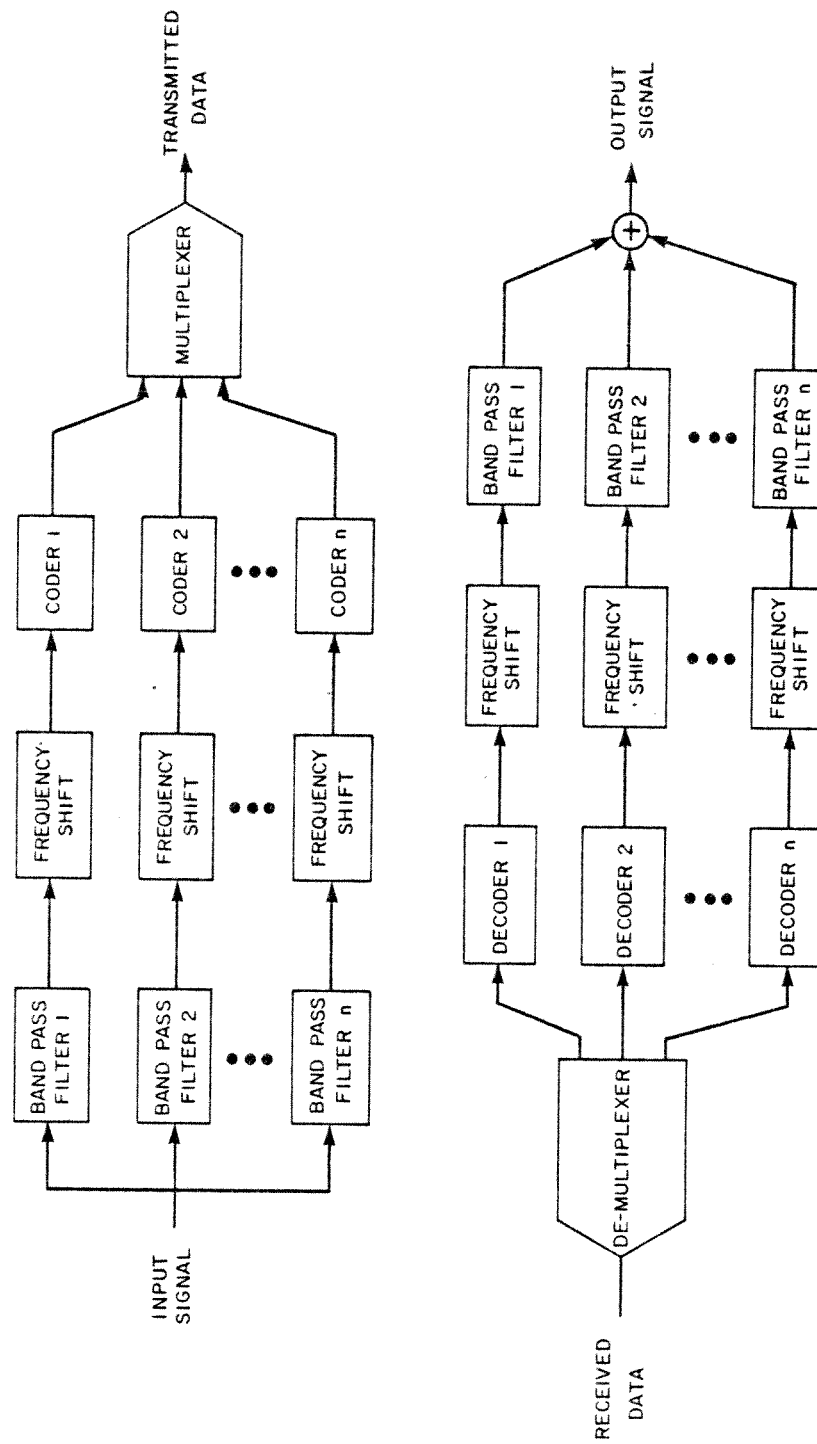 INPUT
SIGNAL
BAND PASS
FILTER 1
FREQUENCY
SHIFT
CODER 1
BAND PASS
FILTER 2
FREQUENCY
SHIFT
CODER 2
BAND PASS
FILTER n
FREQUENCY
SHIFT
CODER n
MULTIPLEXER
TRANSMITTED
DATA
RECEIVED
DATA
DE-MULTIPLEXER
DECODER 1
FREQUENCY
SHIFT
BAND PASS
FILTER 1
DECODER 2
FREQUENCY
SHIFT
BAND PASS
FILTER 2
DECODER n
FREQUENCY
SHIFT
BAND PASS
FILTER n
+
OUTPUT
SIGNAL